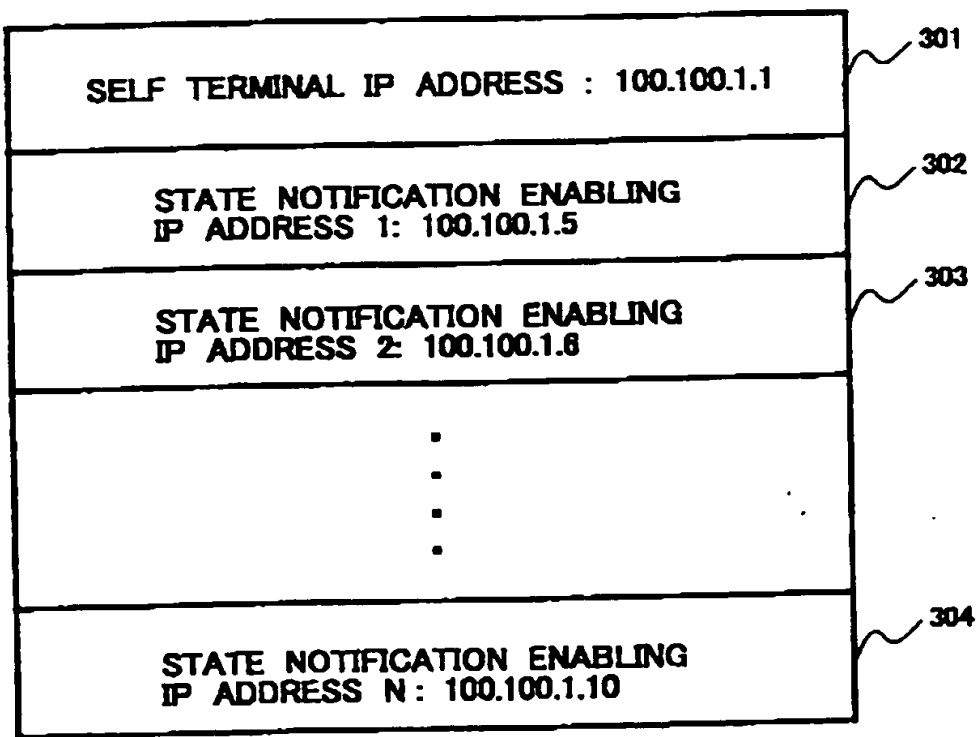 SELF TERMINAL IP ADDRESS : 100.100.1.1
301
STATE NOTIFICATION ENABLING
IP ADDRESS 1: 100.100.1.5
302
STATE NOTIFICATION ENABLING
IP ADDRESS 2: 100.100.1.6
303
STATE NOTIFICATION ENABLING
IP ADDRESS N : 100.100.1.10
304